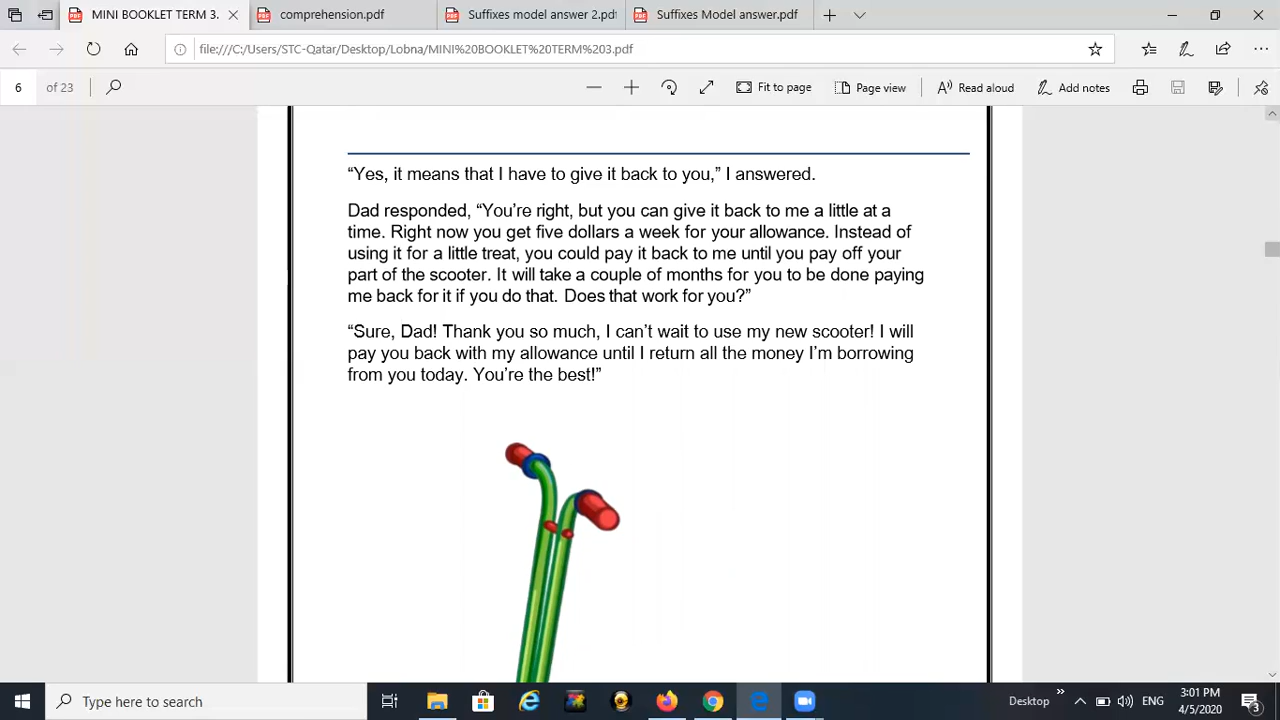 MINI BOOKLET TERM 3.
comprehension.pdf
Suffixes model answer 2.pdf
Suffixes Model answer.pdf
file:///C:/Users/STC-Qatar/Desktop/Lobna/MINI%20BOOKLET%20TERM%203.pdf
6 of 23
Fit to page
Page view
Read aloud
Add notes
“Yes, it means that I have to give it back to you,” I answered.
Dad responded, “You’re right, but you can give it back to me a little at a
time. Right now you get five dollars a week for your allowance. Instead of
using it for a little treat, you could pay it back to me until you pay off your
part of the scooter. It will take a couple of months for you to be done paying
me back for it if you do that. Does that work for you?”
“Sure, Dad! Thank you so much, I can’t wait to use my new scooter! I will
pay you back with my allowance until I return all the money I’m borrowing
from you today. You’re the best!”
Type here to search
Desktop
ENG
3:01 PM
4/5/2020
3